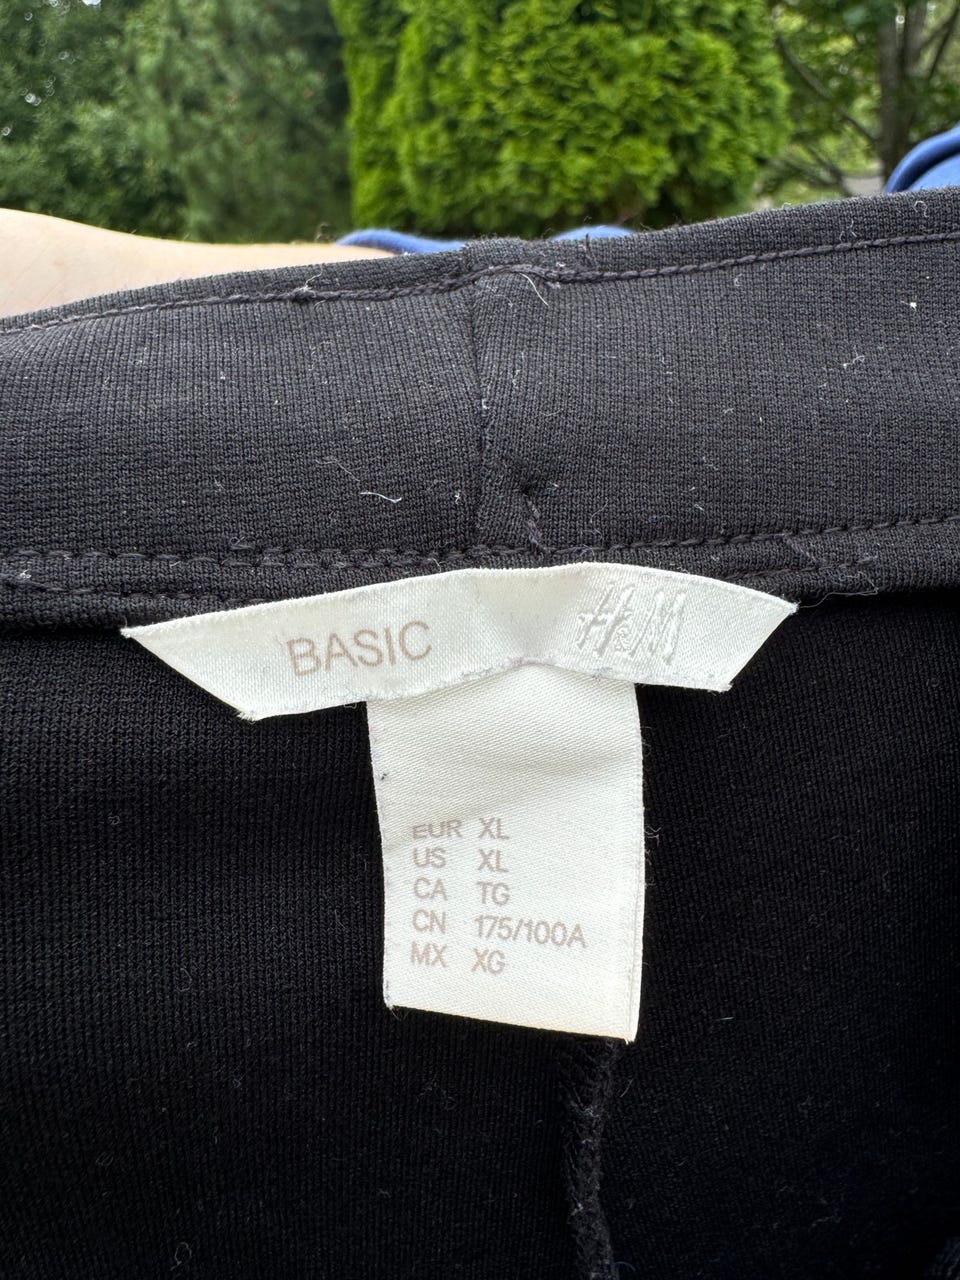 BASIC H&M
EUR XL
US XL
CA TG
CN 175/100A
MX XG